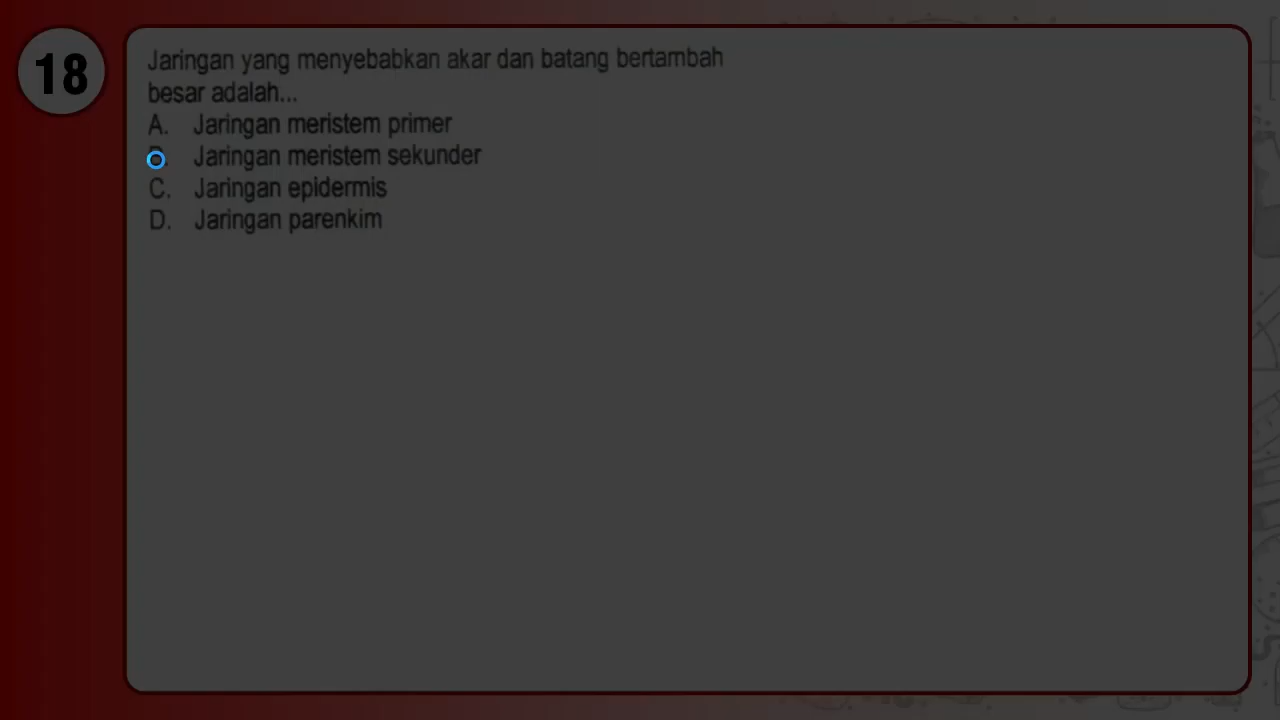 18
Jaringan yang menyebabkan akar dan batang bertambah
besar adalah...
A. Jaringan meristem primer
B. Jaringan meristem sekunder
C. Jaringan epidermis
D. Jaringan parenkim